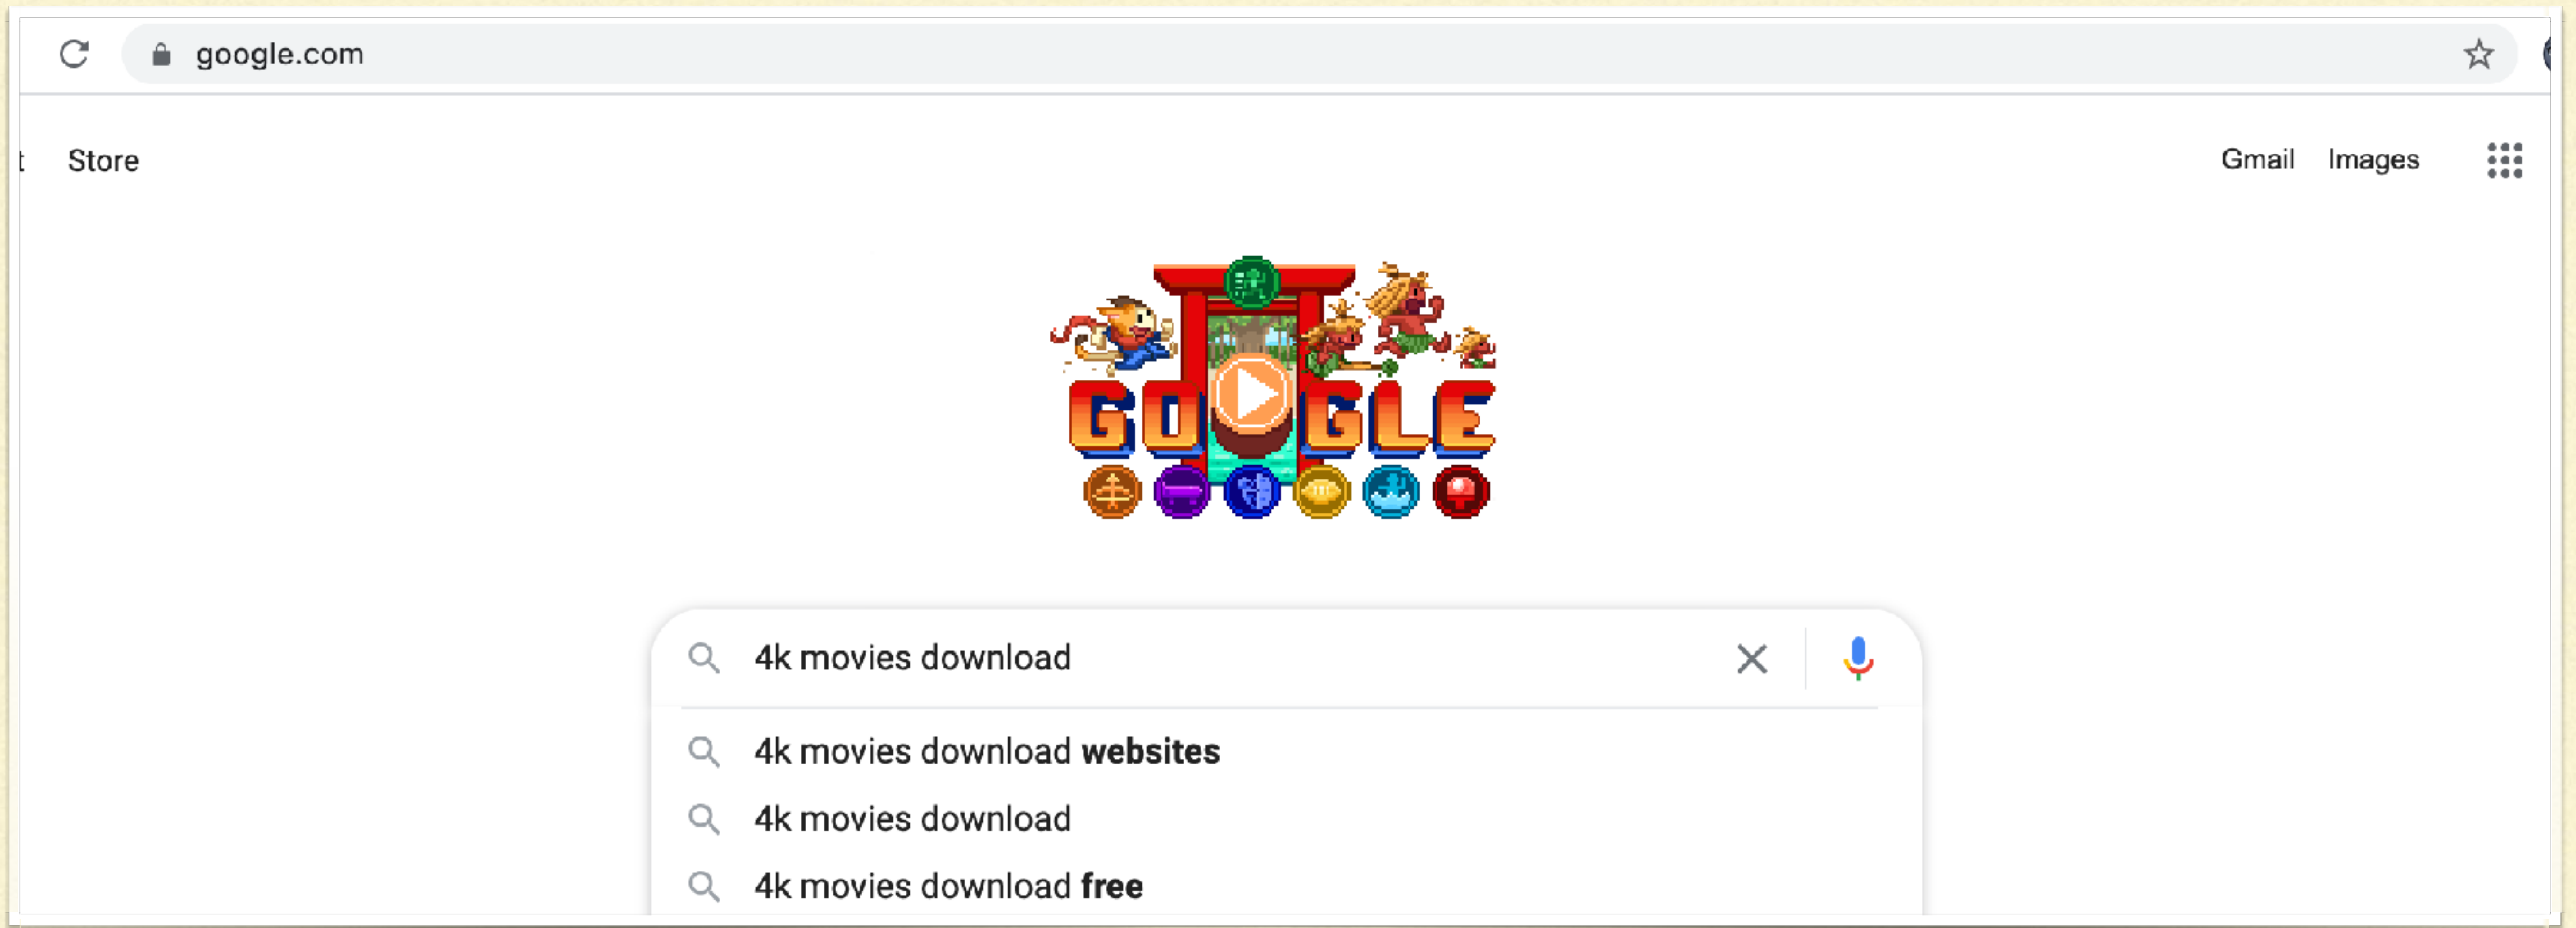 google.com
Store
Gmail Images
GOOGLE
4k movies download
4k movies download websites
4k movies download
4k movies download free